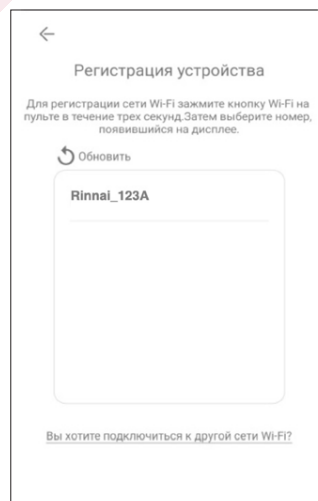 Регистрация устройства
Для регистрации сети Wi-Fi зажмите кнопку Wi-Fi на
пульте в течение трех секунд.Затем выберите номер,
появившийся на дисплее.
Обновить
Rinnai_123A
Вы хотите подключиться к другой сети Wi-Fi?